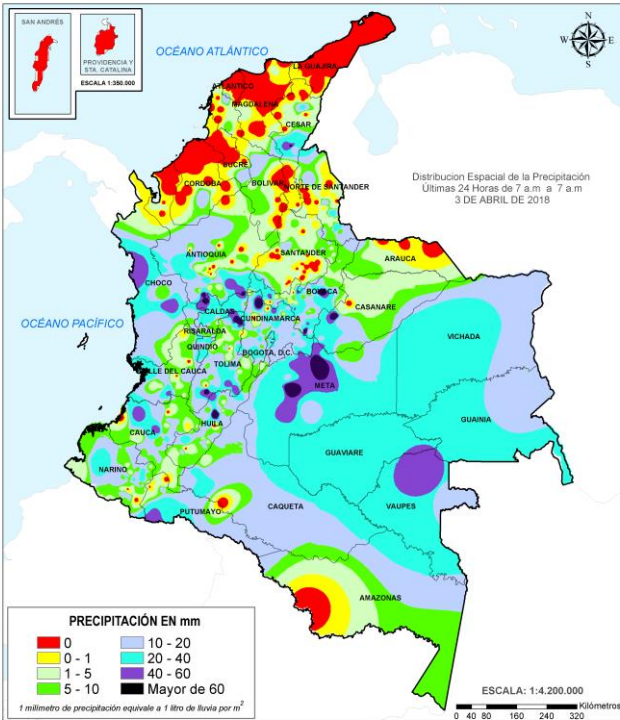 SAN ANDRÉS
PROVIDENCIA Y
STA. CATALINA
ESCALA 1:350.000
OCÉANO ATLÁNTICO
N
W
E
S
LA GUAJIRA
ATLANTICO
MAGDALENA
CESAR
SUCRE
CORDOBA
BOLIVAR
NORTE DE SANTANDER
Distribucion Espacial de la Precipitación
Últimas 24 Horas de 7 a.m a 7 a.m
3 DE ABRIL DE 2018
ANTIOQUIA
SANTANDER
ARAUCA
CHOCO
BOYACA
CASANARE
CALDAS
CUNDINAMARCA
OCÉANO PACÍFICO
RISARALDA
VICHADA
QUINDIO
BOGOTA, D.C.
TOLIMA
VALLE DEL CAUCA
META
GUAINIA
HUILA
CAUCA
GUAVIARE
NARINO
VAUPES
PUTUMAYO
CAQUETA
AMAZONAS
PRECIPITACIÓN EN mm
0
10 - 20
0 - 1
20 - 40
1 - 5
40 - 60
5 - 10
Mayor de 60
1 milimetro de precipitación equivale a 1 litro de lluvia por m²
ESCALA: 1:4.200.000
Kilómetros
0 40 80 160 240 320